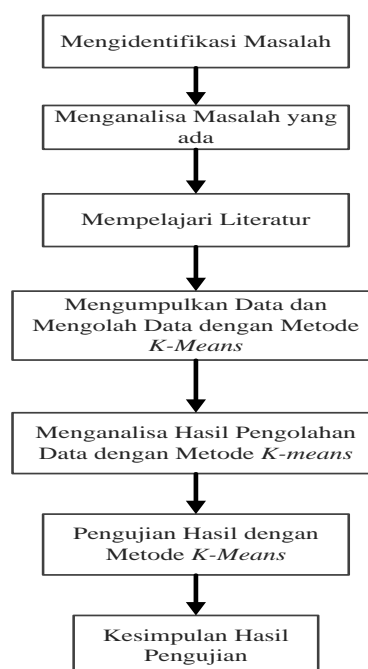 Mengidentifikasi Masalah
Menganalisa Masalah yang
ada
Mempelajari Literatur
Mengumpulkan Data dan
Mengolah Data dengan Metode
K-Means
Menganalisa Hasil Pengolahan
Data dengan Metode K-means
Pengujian Hasil dengan
Metode K-Means
Kesimpulan Hasil
Pengujian